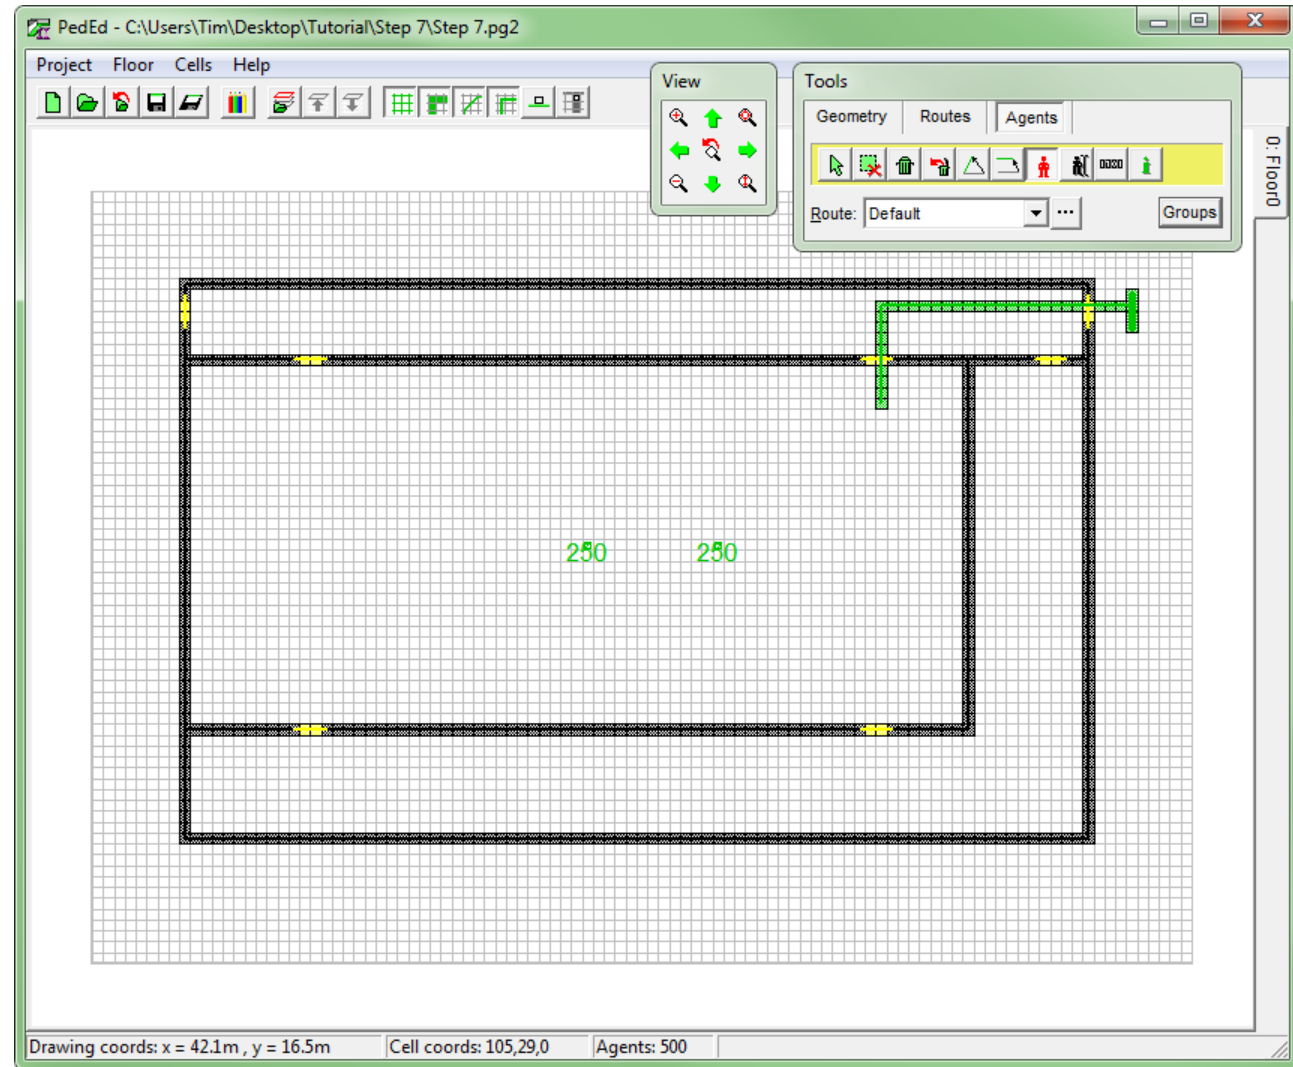 PedEd - C:\Users\Tim\Desktop\Tutorial\Step 7\Step 7.pg2
Project Floor Cells Help
View
Tools
Geometry Routes Agents
Route: Default ... Groups
0: Floor0
250 250
Drawing coords: x = 42.1m , y = 16.5m Cell coords: 105,29,0 Agents: 500